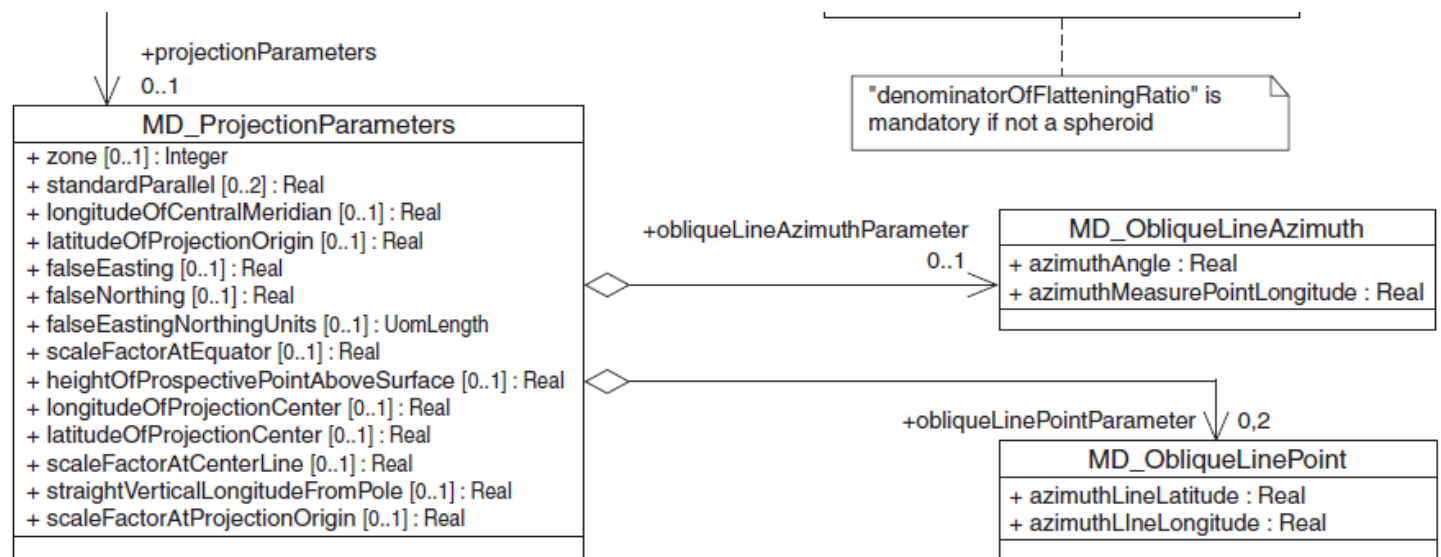 +projectionParameters
0..1
"denominatorOfFlatteningRatio" is
mandatory if not a spheroid
MD_ProjectionParameters
+ zone [0..1] : Integer
+ standardParallel [0..2] : Real
+ longitudeOfCentralMeridian [0..1] : Real
+ latitudeOfProjectionOrigin [0..1] : Real
+ falseEasting [0..1] : Real
+ falseNorthing [0..1] : Real
+ falseEastingNorthingUnits [0..1] : UomLength
+ scaleFactorAtEquator [0..1] : Real
+ heightOfProspectivePointAboveSurface [0..1] : Real
+ longitudeOfProjectionCenter [0..1] : Real
+ latitudeOfProjectionCenter [0..1] : Real
+ scaleFactorAtCenterLine [0..1] : Real
+ straightVerticalLongitudeFromPole [0..1] : Real
+ scaleFactorAtProjectionOrigin [0..1] : Real
+obliqueLineAzimuthParameter
0..1
MD_ObliqueLineAzimuth
+ azimuthAngle : Real
+ azimuthMeasurePointLongitude : Real
+obliqueLinePointParameter
0,2
MD_ObliqueLinePoint
+ azimuthLineLatitude : Real
+ azimuthLIneLongitude : Real